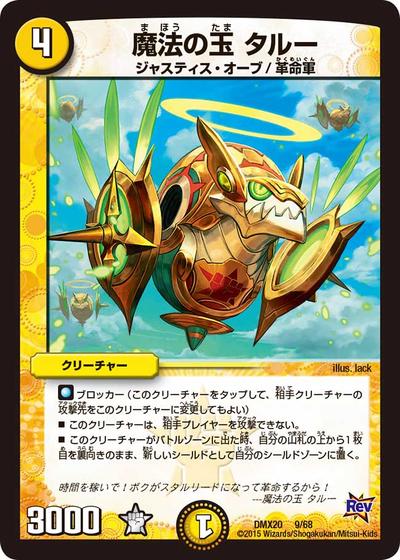 4
まほう たま
魔法の玉 タルー
かくめいぐん
ジャスティス・オーブ / 革命軍
クリーチャー
illus. Jack
ブロッカー (このクリーチャーをタップして、相手クリーチャーの
攻撃先をこのクリーチャーに変更してもよい)
■ このクリーチャーは、相手プレイヤーを攻撃できない。
■ このクリーチャーがバトルゾーンに出た時、自分の山札の上から1枚
目を裏向きのまま、新しいシールドとして自分のシールドゾーンに置く。
時間を稼いで!ボクがスタルリードになって革命するから!
---魔法の玉 タルー
3000
1
DMX20 9/68
©2015 Wizards/Shogakukan/Mitsui-Kids
Rev